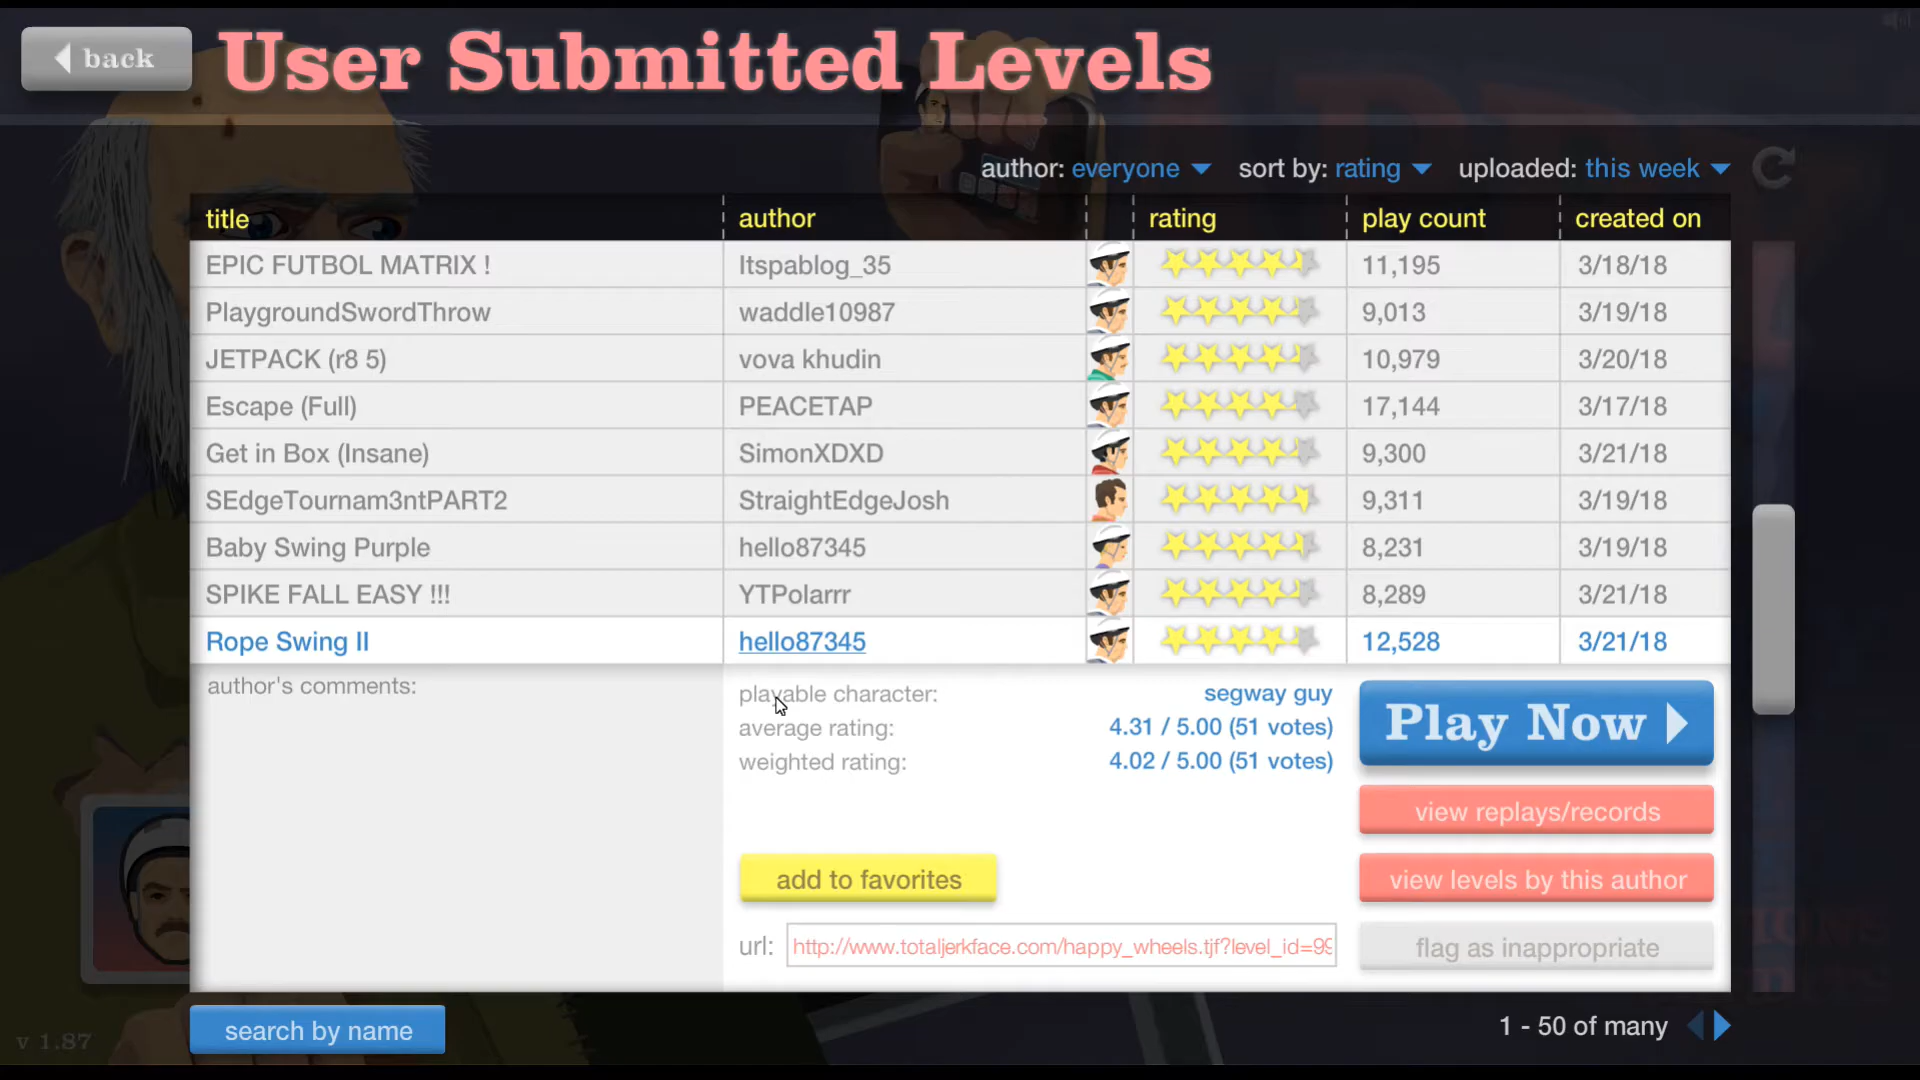 back
User Submitted Levels
author: everyone sort by: rating uploaded: this week
title author rating play count created on
EPIC FUTBOL MATRIX ! Itspablog_35 11,195 3/18/18
PlaygroundSwordThrow waddle10987 9,013 3/19/18
JETPACK (r8 5) vova khudin 10,979 3/20/18
Escape (Full) PEACETAP 17,144 3/17/18
Get in Box (Insane) SimonXDXD 9,300 3/21/18
SEdgeTournam3ntPART2 StraightEdgeJosh 9,311 3/19/18
Baby Swing Purple hello87345 8,231 3/19/18
SPIKE FALL EASY !!! YTPolarrr 8,289 3/21/18
Rope Swing II hello87345 12,528 3/21/18
author's comments:
playable character: segway guy
average rating: 4.31 / 5.00 (51 votes)
weighted rating: 4.02 / 5.00 (51 votes)
Play Now
view replays/records
add to favorites
view levels by this author
url: http://www.totaljerkface.com/happy_wheels.tjf?level_id=99
flag as inappropriate
search by name
1 - 50 of many
v 1.87